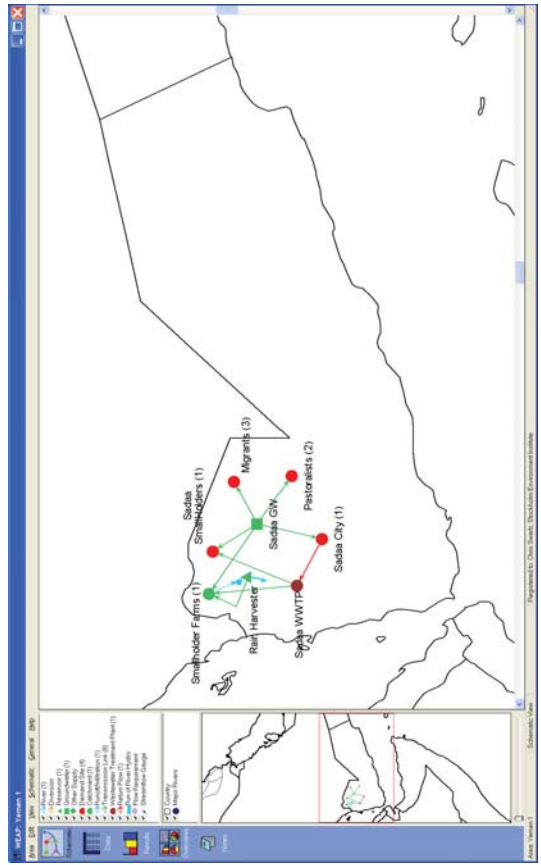 WEAP: Yemen 1
Area Edit View Schematic General Help
Schematic
Data
Results
Notes
River (1)
Diversion
Reservoir (1)
Groundwater (1)
Other Supply
Demand Site (4)
Catchment (1)
Runoff/Infiltration (1)
Transmission Link (8)
Wastewater Treatment Plant (1)
Return Flow (1)
Run of River Hydro
Flow Requirement
Streamflow Gauge
Country
Major Rivers
Smallholder Farms (1)
Sadaa
SmallHolders (1)
Migrants (3)
Sadaa GW
Pastoralists (2)
Rain Harvester
Sadaa WWTP
Sadaa City (1)
Area: Yemen 1
Schematic View
Registered to: Chris Swartz, Stockholm Environment Institute